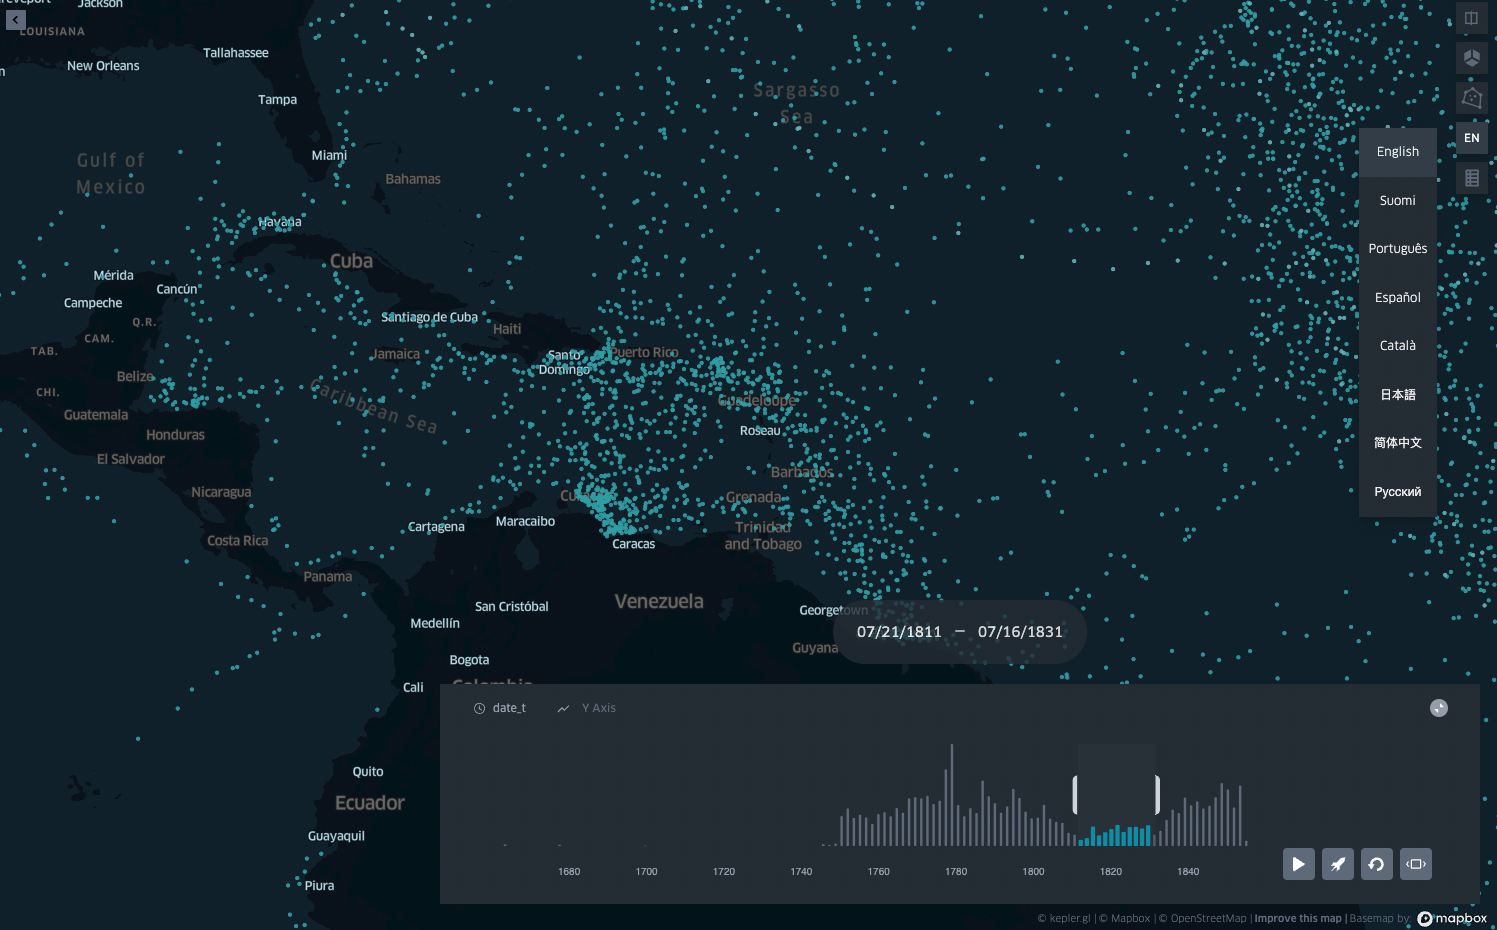 Jackson
LOUISIANA
Tallahassee
New Orleans
Tampa
Sargasso
Sea
EN
Miami
English
Gulf of
Mexico
Bahamas
Suomi
Havana
Português
Cuba
Mérida
Cancún
Español
Campeche
Q.R.
Santiago de Cuba
Haiti
CAM.
Català
TAB.
Jamaica
Santo
Domingo
Puerto Rico
Belize
CHI.
Caribbean Sea
Guadeloupe
日本語
Guatemala
Honduras
Roseau
简体中文
El Salvador
Barbados
Nicaragua
Grenada
Русский
Cartagena
Maracaibo
Trinidad
and Tobago
Costa Rica
Caracas
Panama
San Cristóbal
Venezuela
Georgetown
Medellín
07/21/1811 – 07/16/1831
Guyana
Bogota
Cali
Colombia
date_t
Y Axis
Quito
Ecuador
Guayaquil
1680 1700 1720 1740 1760 1780 1800 1820 1840
Piura
© kepler.gl | © Mapbox | © OpenStreetMap | Improve this map | Basemap by: mapbox